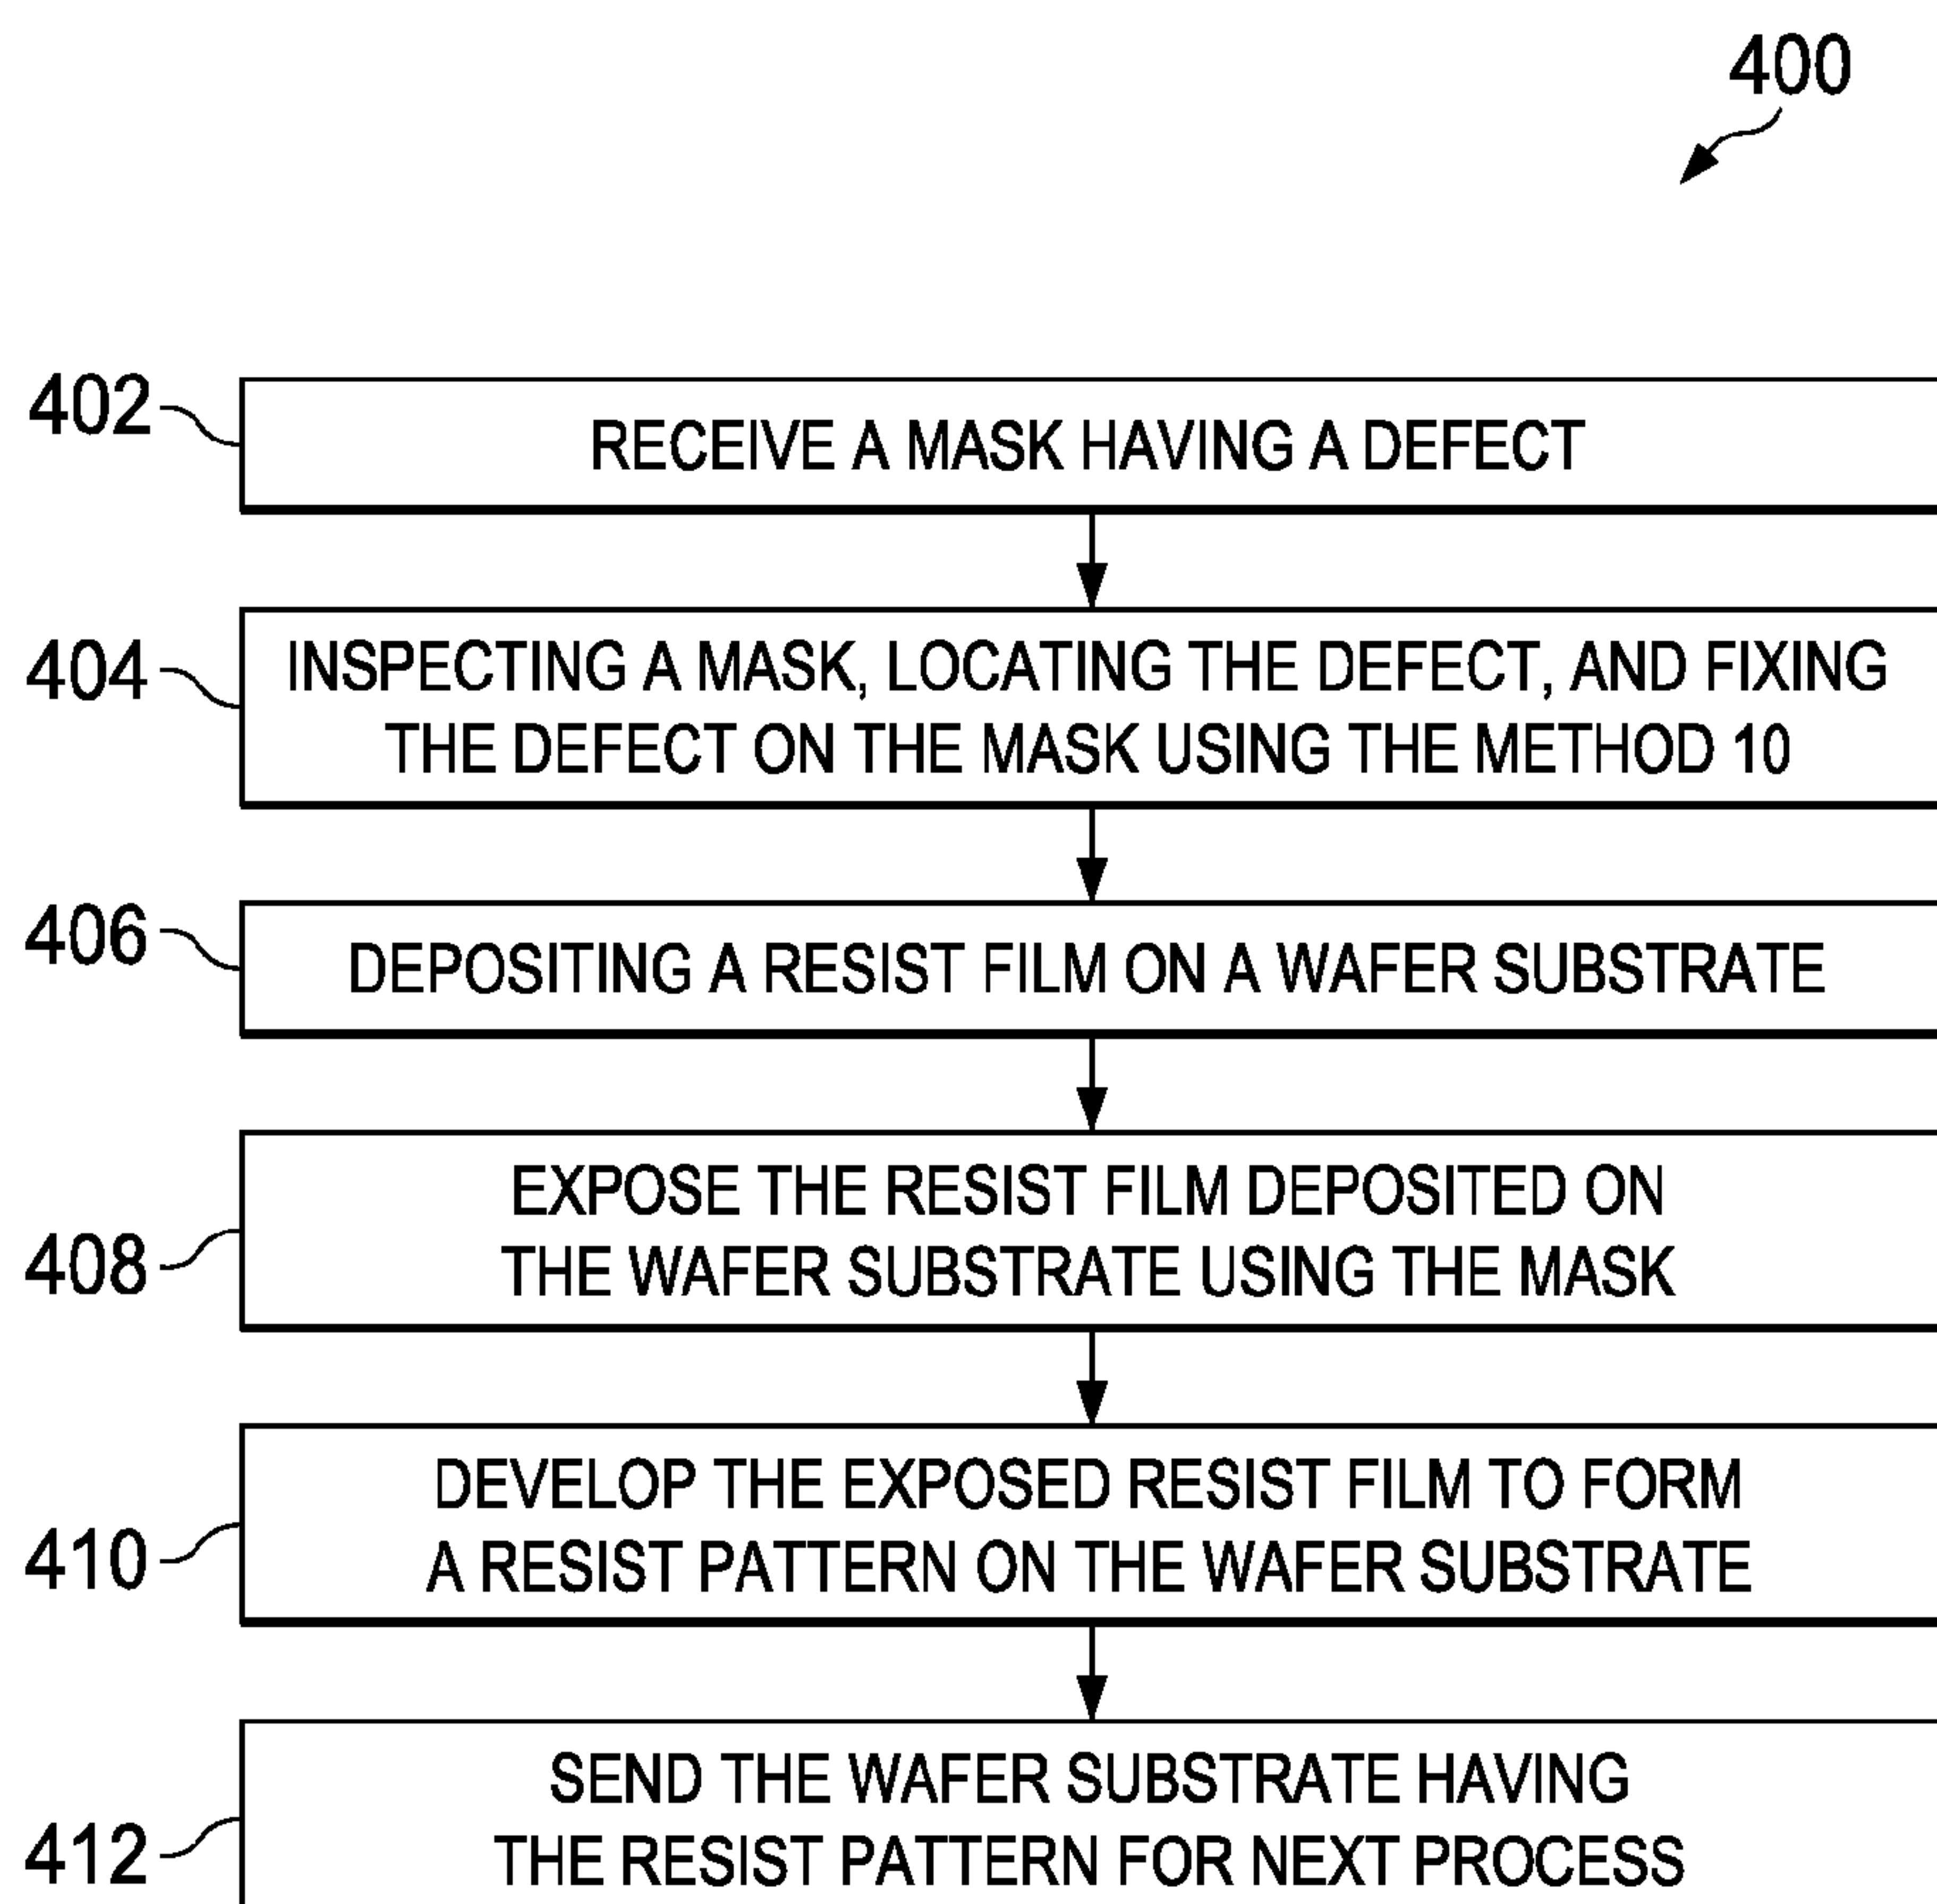 400
402
RECEIVE A MASK HAVING A DEFECT
404
INSPECTING A MASK, LOCATING THE DEFECT, AND FIXING
THE DEFECT ON THE MASK USING THE METHOD 10
406
DEPOSITING A RESIST FILM ON A WAFER SUBSTRATE
408
EXPOSE THE RESIST FILM DEPOSITED ON
THE WAFER SUBSTRATE USING THE MASK
410
DEVELOP THE EXPOSED RESIST FILM TO FORM
A RESIST PATTERN ON THE WAFER SUBSTRATE
412
SEND THE WAFER SUBSTRATE HAVING
THE RESIST PATTERN FOR NEXT PROCESS